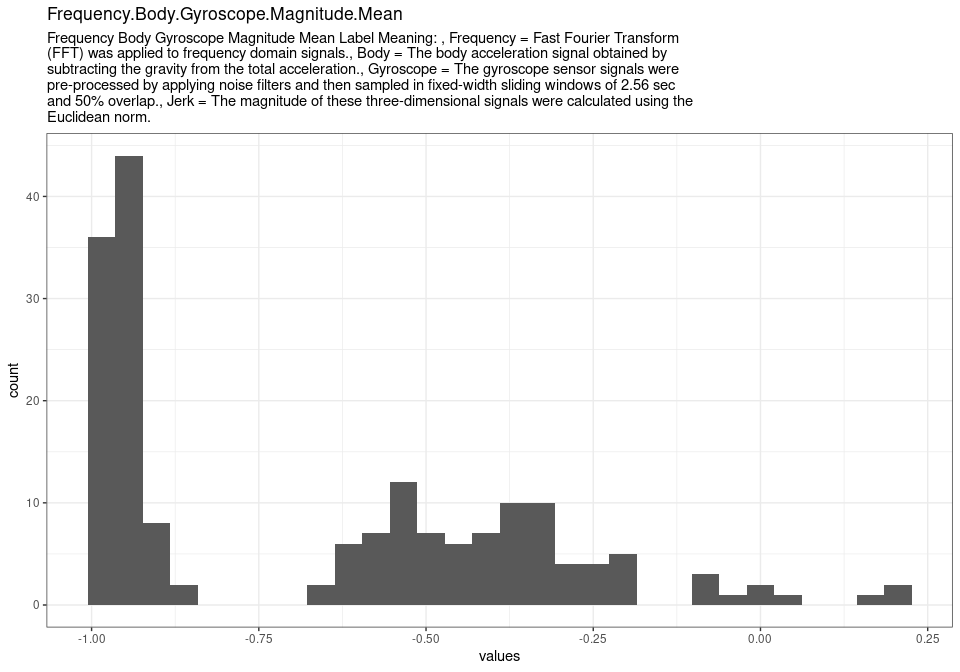 Frequency.Body.Gyroscope.Magnitude.Mean
Frequency Body Gyroscope Magnitude Mean Label Meaning: , Frequency = Fast Fourier Transform
(FFT) was applied to frequency domain signals., Body = The body acceleration signal obtained by
subtracting the gravity from the total acceleration., Gyroscope = The gyroscope sensor signals were
pre-processed by applying noise filters and then sampled in fixed-width sliding windows of 2.56 sec
and 50% overlap., Jerk = The magnitude of these three-dimensional signals were calculated using the
Euclidean norm.
40
30
20
10
0
count
-1.00 -0.75 -0.50 -0.25 0.00 0.25
values